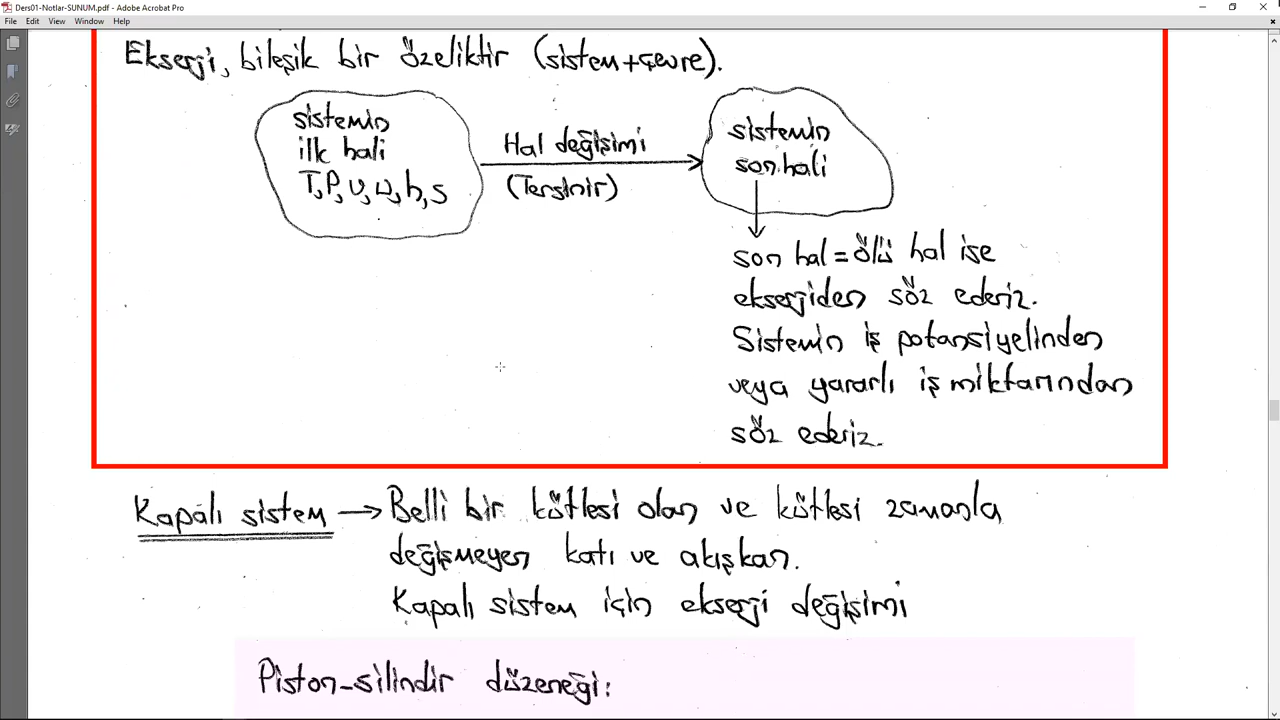 Ders01-Notlar-SUNUM.pdf - Adobe Acrobat Pro
File Edit View Window Help
Ekserji, bileşik bir özeliktir (sistem+çevre).
sistemin
ilk hali
T,P,υ,u,h,s
Hal değişimi
(Tersinir)
sistemin
son hali
son hal = ölü hal ise
ekserjiden söz ederiz.
Sistemin iş potansiyelinden
veya yararlı iş miktarından
söz ederiz.
Kapalı sistem → Belli bir kütlesi olan ve kütlesi zamanla
değişmeyen katı ve akışkan.
Kapalı sistem için ekserji değişimi
Piston-silindir düzeneği: